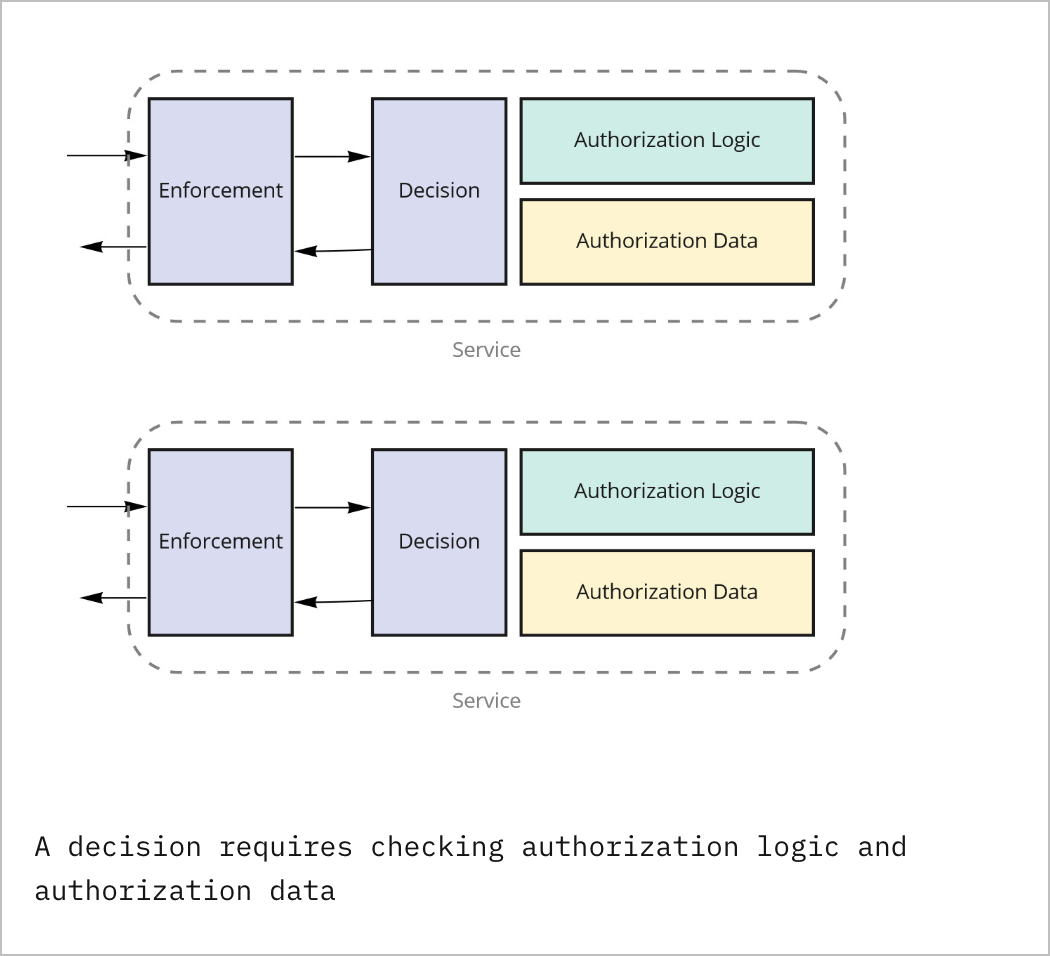 Enforcement
Decision
Authorization Logic
Authorization Data
Service
Enforcement
Decision
Authorization Logic
Authorization Data
Service
A decision requires checking authorization logic and
authorization data